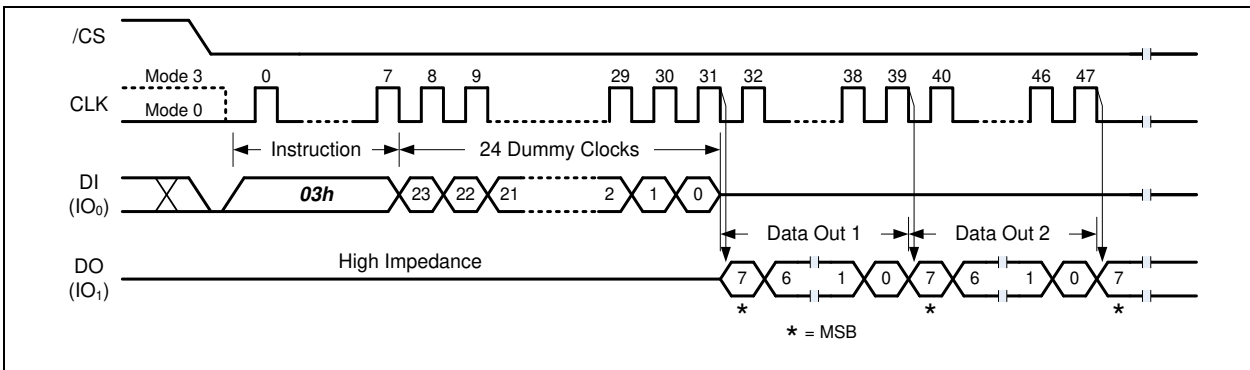 /CS
Mode 3 0 7 8 9 29 30 31 32 38 39 40 46 47
CLK
Mode 0
Instruction 24 Dummy Clocks
DI
(IO0)
03h 23 22 21 2 1 0
Data Out 1 Data Out 2
High Impedance
DO
(IO1)
7 6 1 0 7 6 1 0 7
* * *
* = MSB